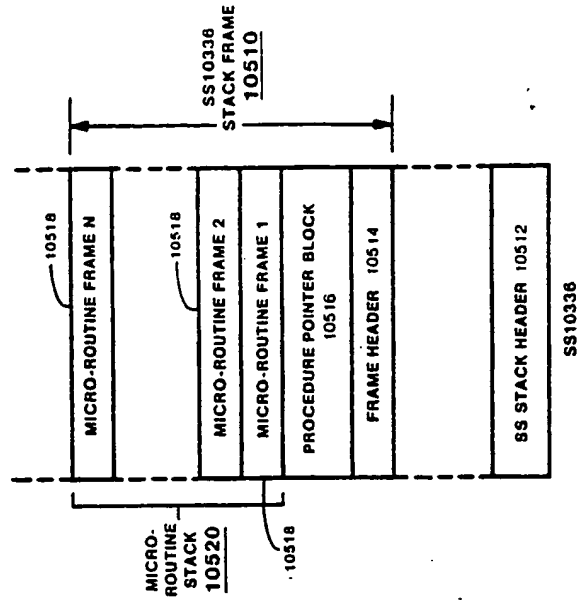 10518
MICRO-ROUTINE FRAME N
SS10336
STACK FRAME
10510
10518
MICRO-ROUTINE FRAME 2
MICRO-
ROUTINE
STACK
10520
MICRO-ROUTINE FRAME 1
10518
PROCEDURE POINTER BLOCK
10516
FRAME HEADER 10514
SS STACK HEADER 10512
SS10336